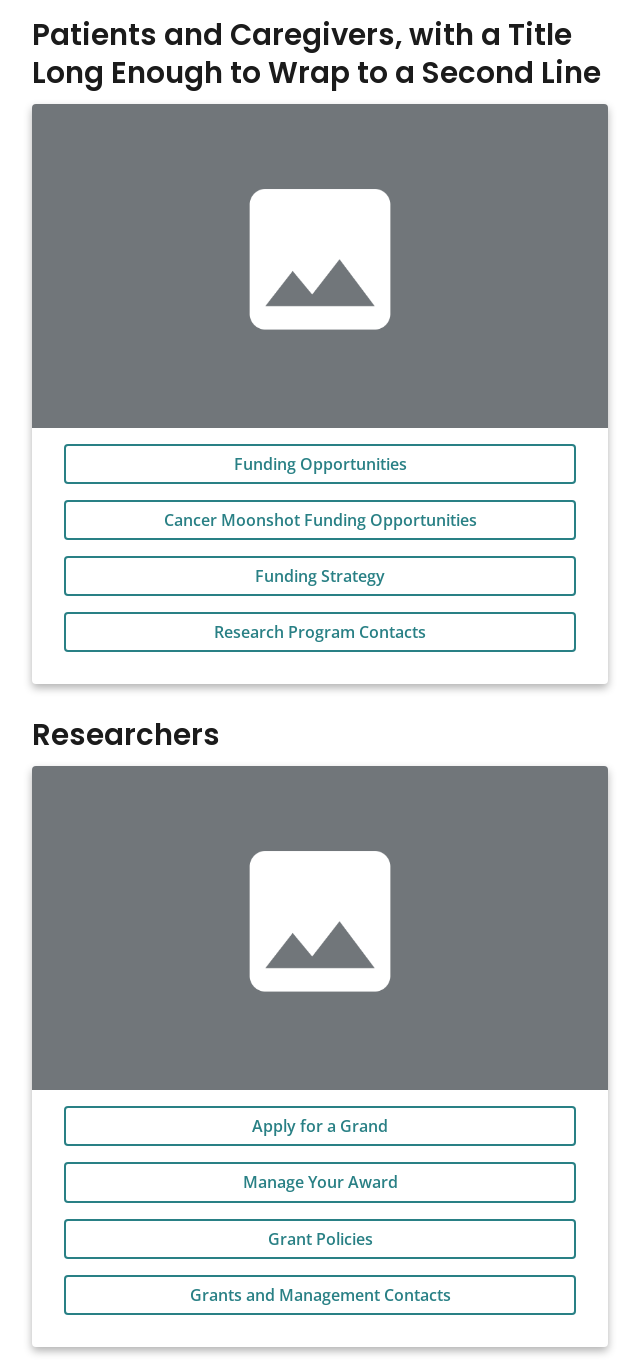 Patients and Caregivers, with a Title
Long Enough to Wrap to a Second Line
Funding Opportunities
Cancer Moonshot Funding Opportunities
Funding Strategy
Research Program Contacts
Researchers
Apply for a Grand
Manage Your Award
Grant Policies
Grants and Management Contacts